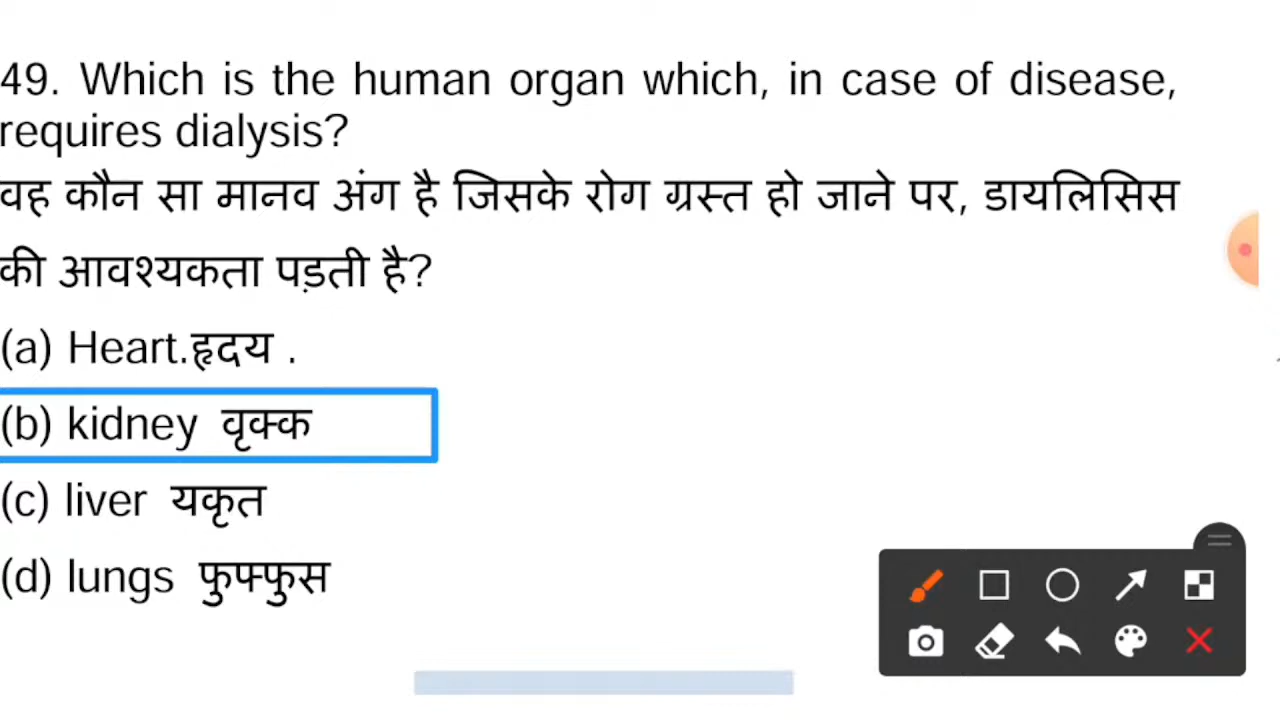 49. Which is the human organ which, in case of disease,
requires dialysis?
वह कौन सा मानव अंग है जिसके रोग ग्रस्त हो जाने पर, डायलिसिस
की आवश्यकता पड़ती है?
(a) Heart.हृदय .
(b) kidney वृक्क
(c) liver यकृत
(d) lungs फुफ्फुस